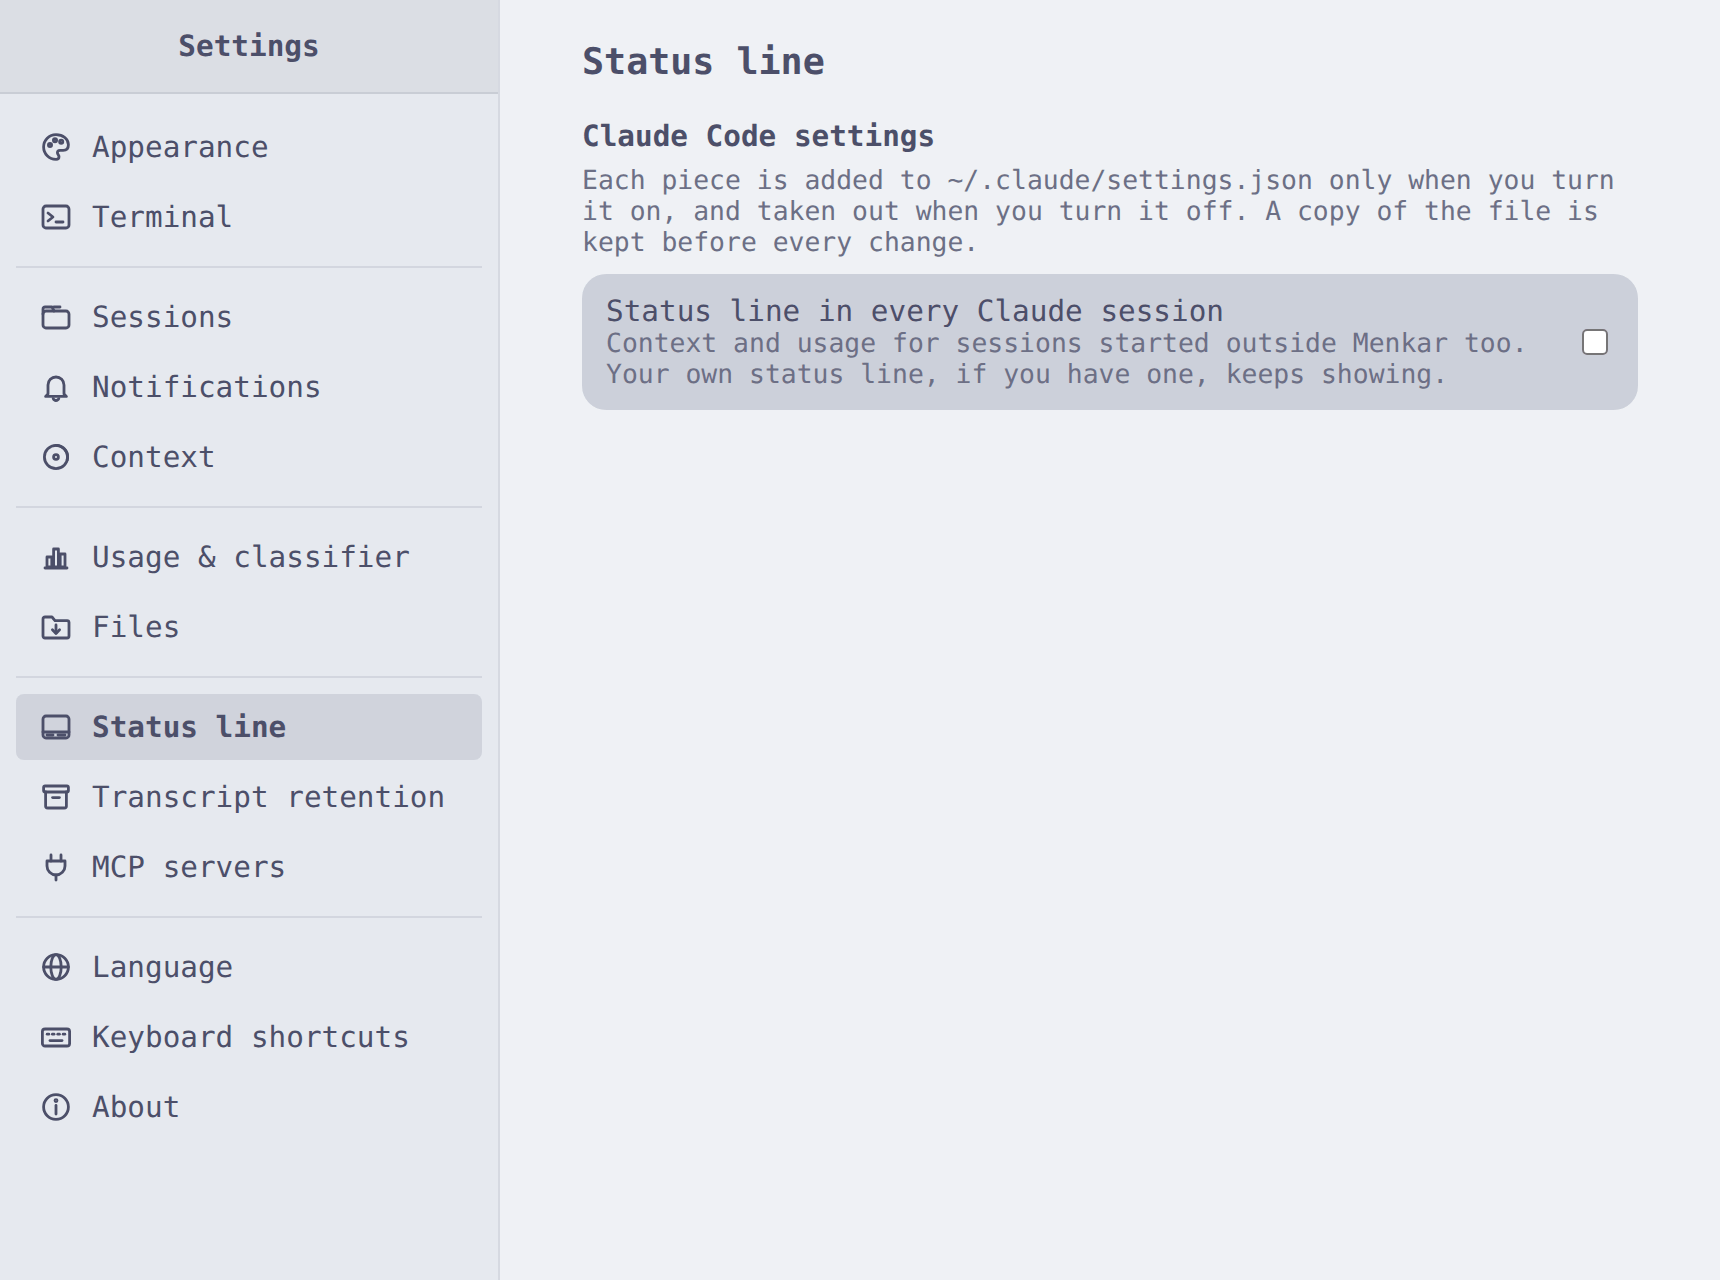 Settings
Appearance
Terminal
Sessions
Notifications
Context
Usage & classifier
Files
Status line
Transcript retention
MCP servers
Language
Keyboard shortcuts
About
Status line
Claude Code settings
Each piece is added to ~/.claude/settings.json only when you turn
it on, and taken out when you turn it off. A copy of the file is
kept before every change.
Status line in every Claude session
Context and usage for sessions started outside Menkar too.
Your own status line, if you have one, keeps showing.